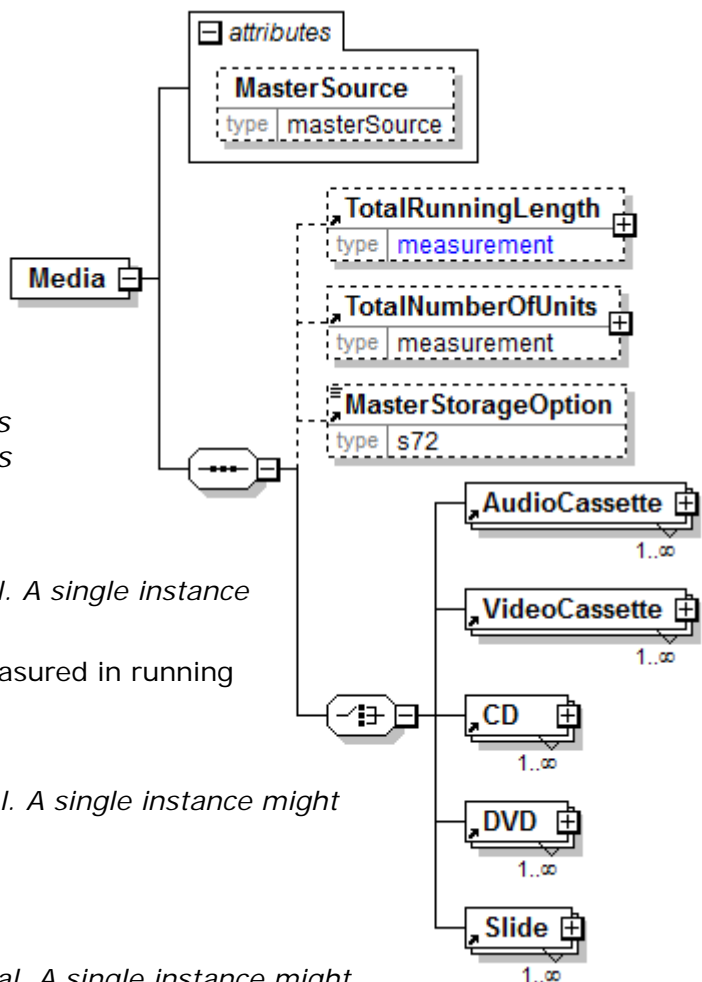 attributes
MasterSource
type masterSource
TotalRunningLength
type measurement
Media
TotalNumberOfUnits
type measurement
MasterStorageOption
type s72
s
s
AudioCassette
1..∞
l. A single instance
VideoCassette
1..∞
asured in running
CD
1..∞
l. A single instance might
DVD
1..∞
Slide
1..∞
al. A single instance might